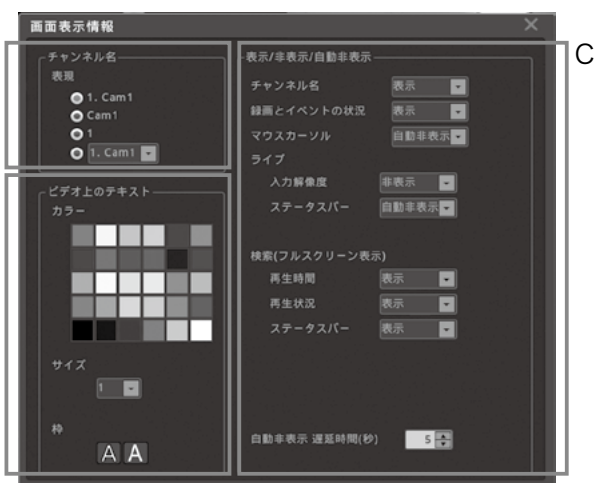 画面表示情報
チャンネル名
表現
1. Cam1
Cam1
1
1. Cam1
ビデオ上のテキスト
カラー
サイズ
1
枠
A A
表示/非表示/自動非表示
チャンネル名 表示
録画とイベントの状況 表示
マウスカーソル 自動非表示
ライブ
入力解像度 非表示
ステータスバー 自動非表示
検索(フルスクリーン表示)
再生時間 表示
再生状況 表示
ステータスバー 表示
自動非表示 遅延時間(秒) 5
C